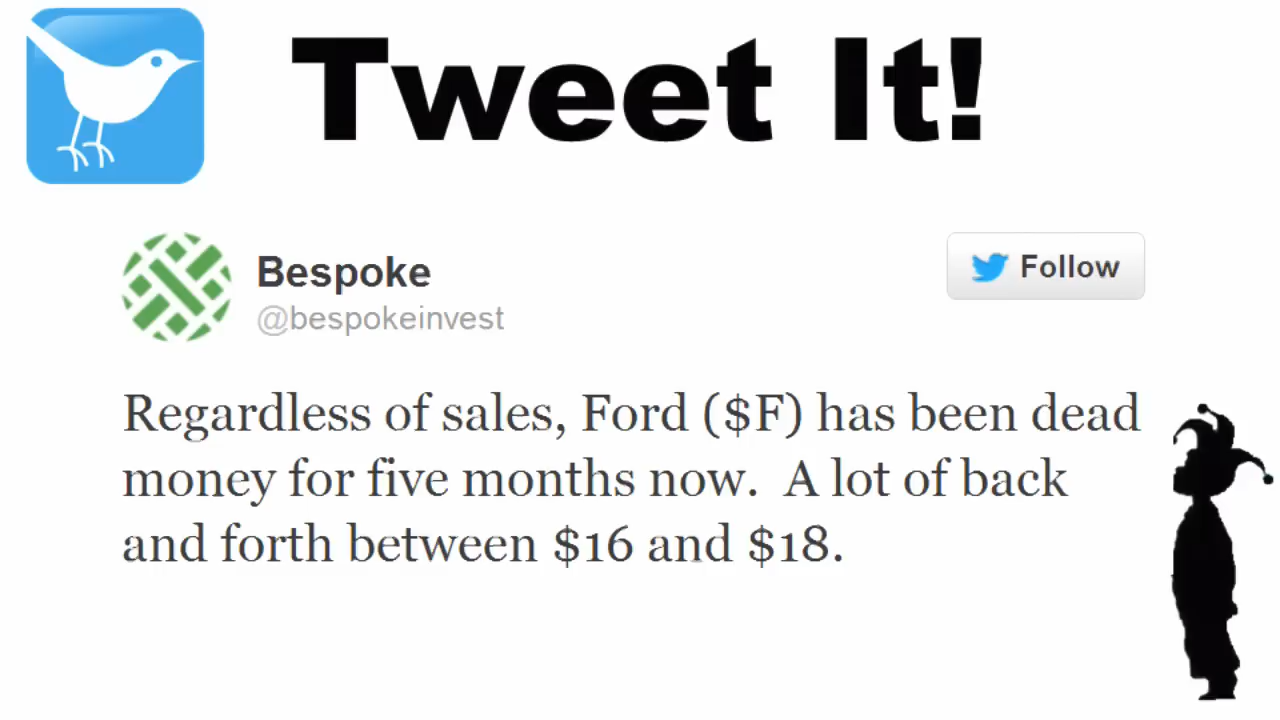 Tweet It!
Bespoke
@bespokeinvest
Follow
Regardless of sales, Ford ($F) has been dead
money for five months now. A lot of back
and forth between $16 and $18.